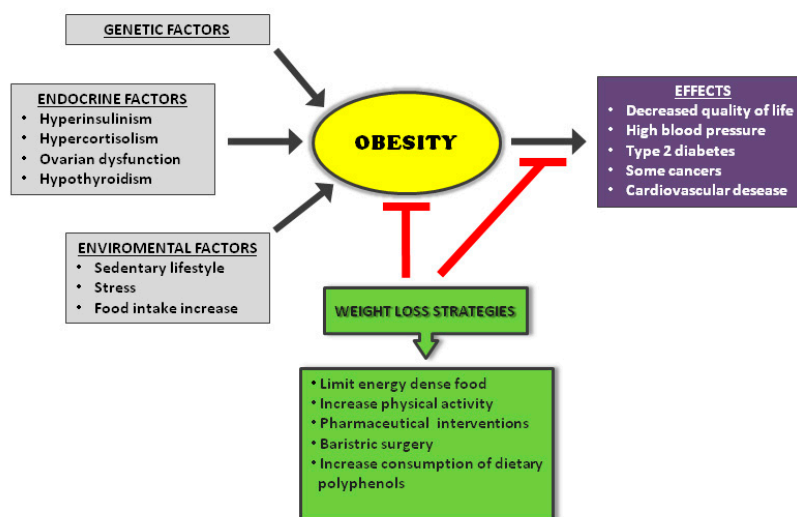 GENETIC FACTORS
ENDOCRINE FACTORS
• Hyperinsulinism
• Hypercortisolism
• Ovarian dysfunction
• Hypothyroidism
ENVIROMENTAL FACTORS
• Sedentary lifestyle
• Stress
• Food intake increase
OBESITY
EFFECTS
• Decreased quality of life
• High blood pressure
• Type 2 diabetes
• Some cancers
• Cardiovascular desease
WEIGHT LOSS STRATEGIES
• Limit energy dense food
• Increase physical activity
• Pharmaceutical interventions
• Baristric surgery
• Increase consumption of dietary
polyphenols